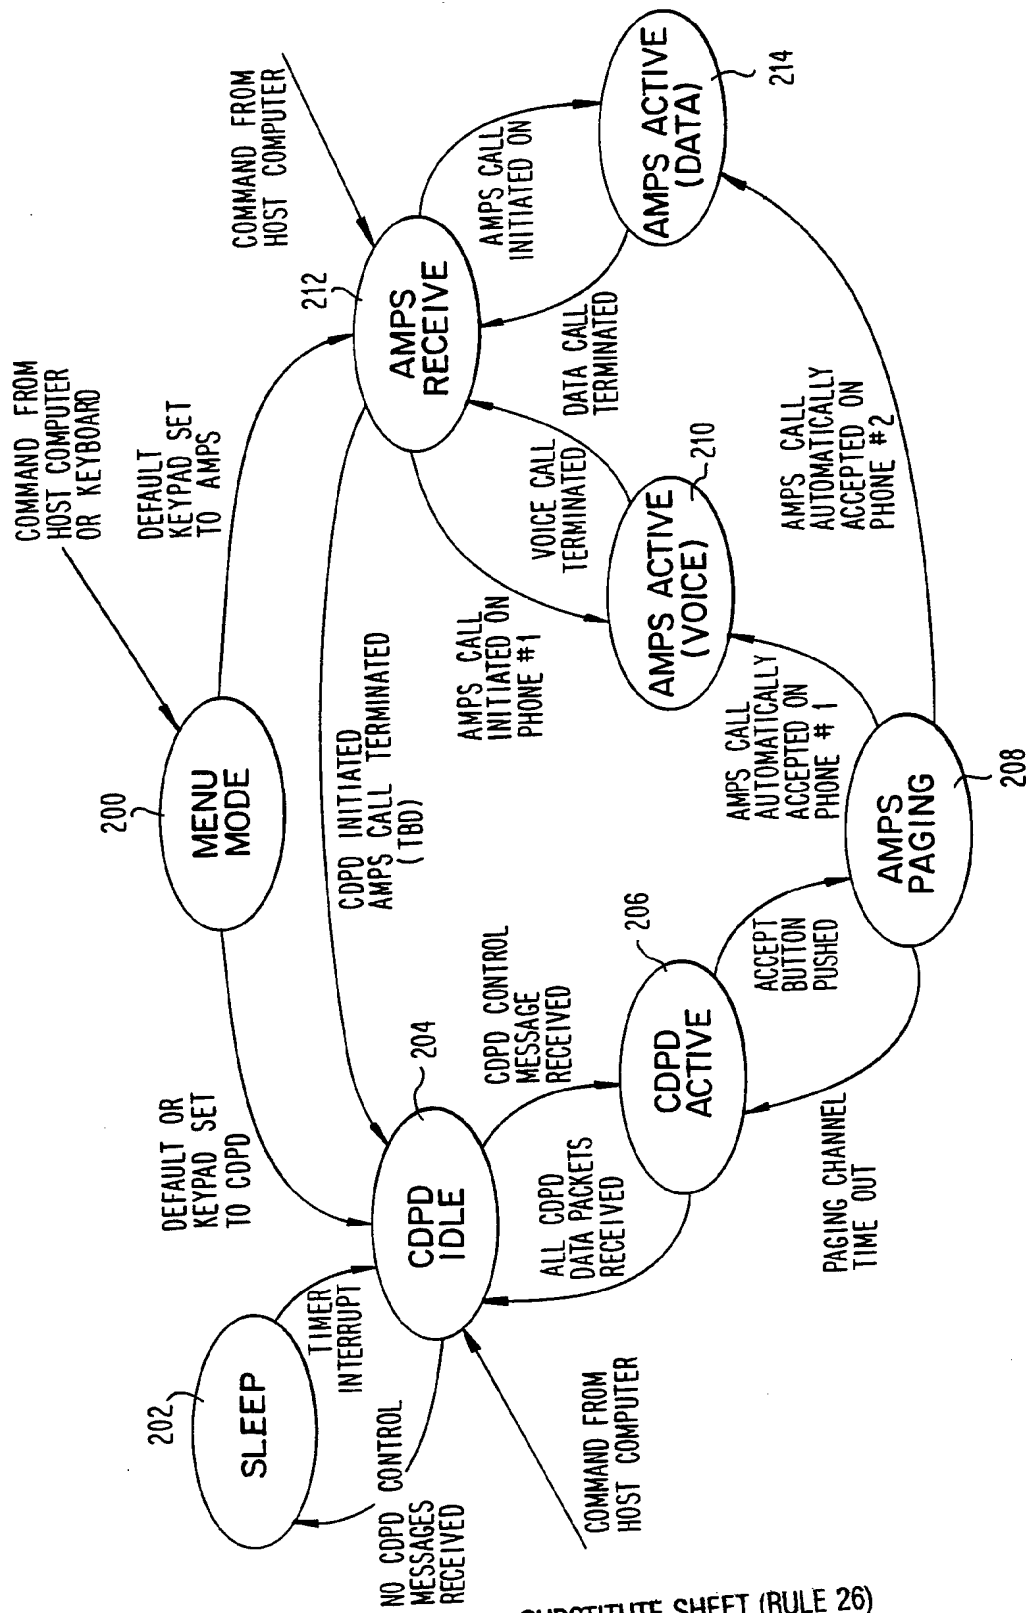 COMMAND FROM
HOST COMPUTER
OR KEYBOARD
200
MENU
MODE
DEFAULT OR
KEYPAD SET
TO CDPD
DEFAULT
KEYPAD SET
TO AMPS
COMMAND FROM
HOST COMPUTER
202
SLEEP
TIMER
INTERRUPT
NO CDPD CONTROL
MESSAGES
RECEIVED
204
CDPD
IDLE
COMMAND FROM
HOST COMPUTER
CDPD INITIATED
AMPS CALL TERMINATED
(TBD)
212
AMPS
RECEIVE
AMPS CALL
INITIATED ON
DATA CALL
TERMINATED
214
AMPS ACTIVE
(DATA)
AMPS CALL
INITIATED ON
PHONE #1
VOICE CALL
TERMINATED
210
AMPS ACTIVE
(VOICE)
CDPD CONTROL
MESSAGE
RECEIVED
ALL CDPD
DATA PACKETS
RECEIVED
206
CDPD
ACTIVE
ACCEPT
BUTTON
PUSHED
PAGING CHANNEL
TIME OUT
AMPS
PAGING
208
AMPS CALL
AUTOMATICALLY
ACCEPTED ON
PHONE # 1
AMPS CALL
AUTOMATICALLY
ACCEPTED ON
PHONE #2
SUBSTITUTE SHEET (RULE 26)